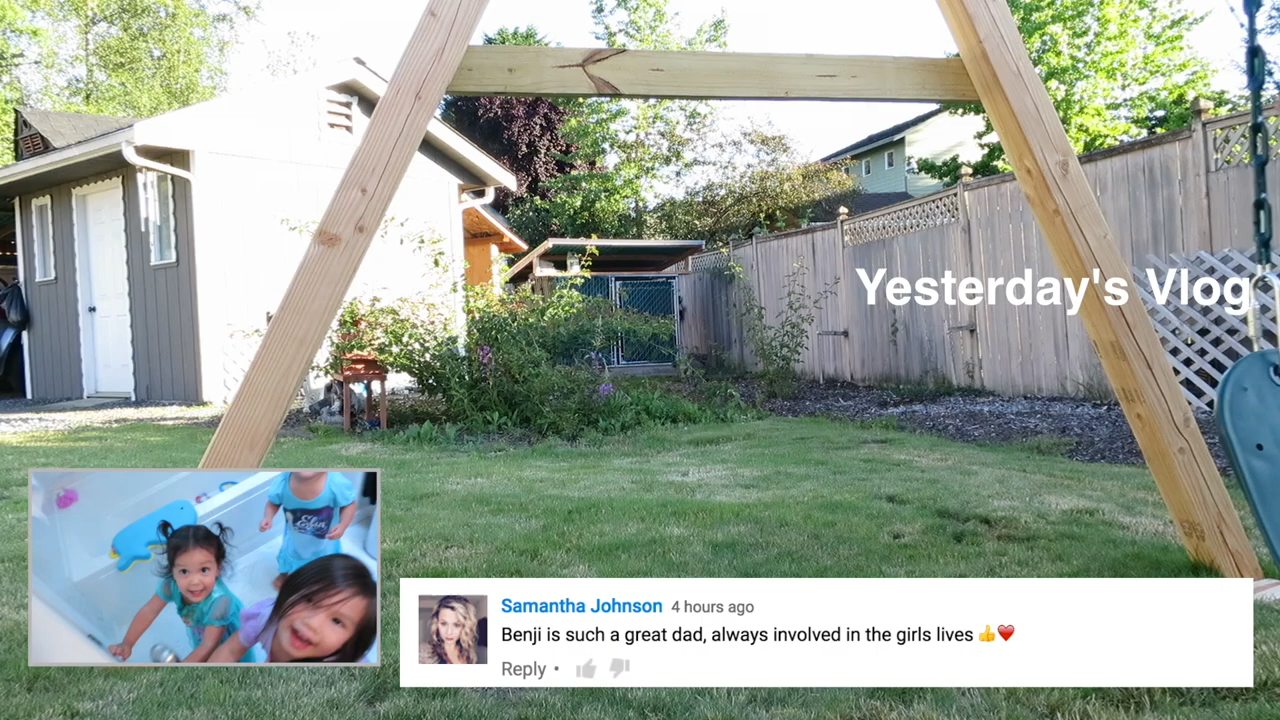 Yesterday's Vlog
Elsa
Samantha Johnson 4 hours ago
Benji is such a great dad, always involved in the girls lives 👍❤️
Reply •